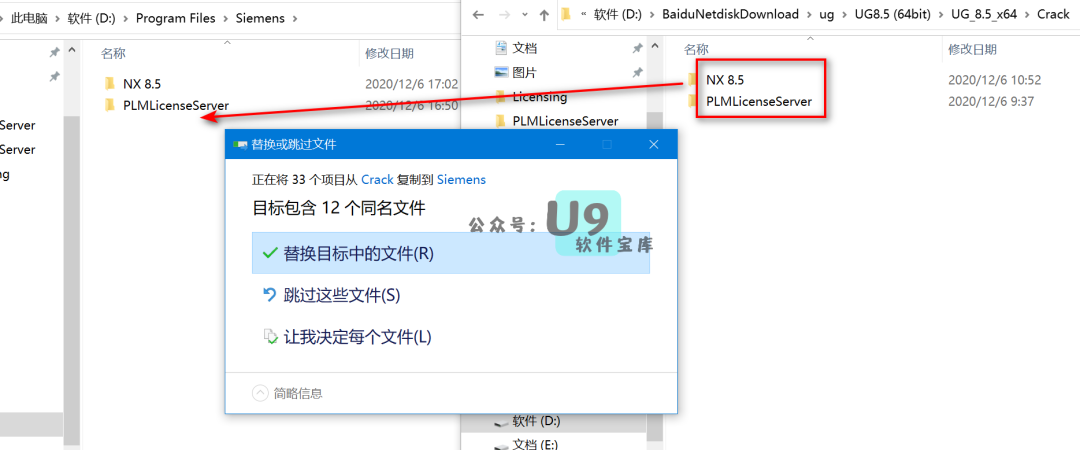 此电脑 › 软件 (D:) › Program Files › Siemens ›
名称 修改日期
NX 8.5 2020/12/6 17:02
PLMLicenseServer 2020/12/6 16:50
Server
Server
ng
« 软件 (D:) › BaiduNetdiskDownload › ug › UG8.5 (64bit) › UG_8.5_x64 › Crack
文档
图片
Licensing
PLMLicenseServer
名称 修改日期
NX 8.5 2020/12/6 10:52
PLMLicenseServer 2020/12/6 9:37
替换或跳过文件
正在将 33 个项目从 Crack 复制到 Siemens
目标包含 12 个同名文件
替换目标中的文件(R)
跳过这些文件(S)
让我决定每个文件(L)
简略信息
公众号:U9
软件宝库
软件 (D:)
文档 (E:)